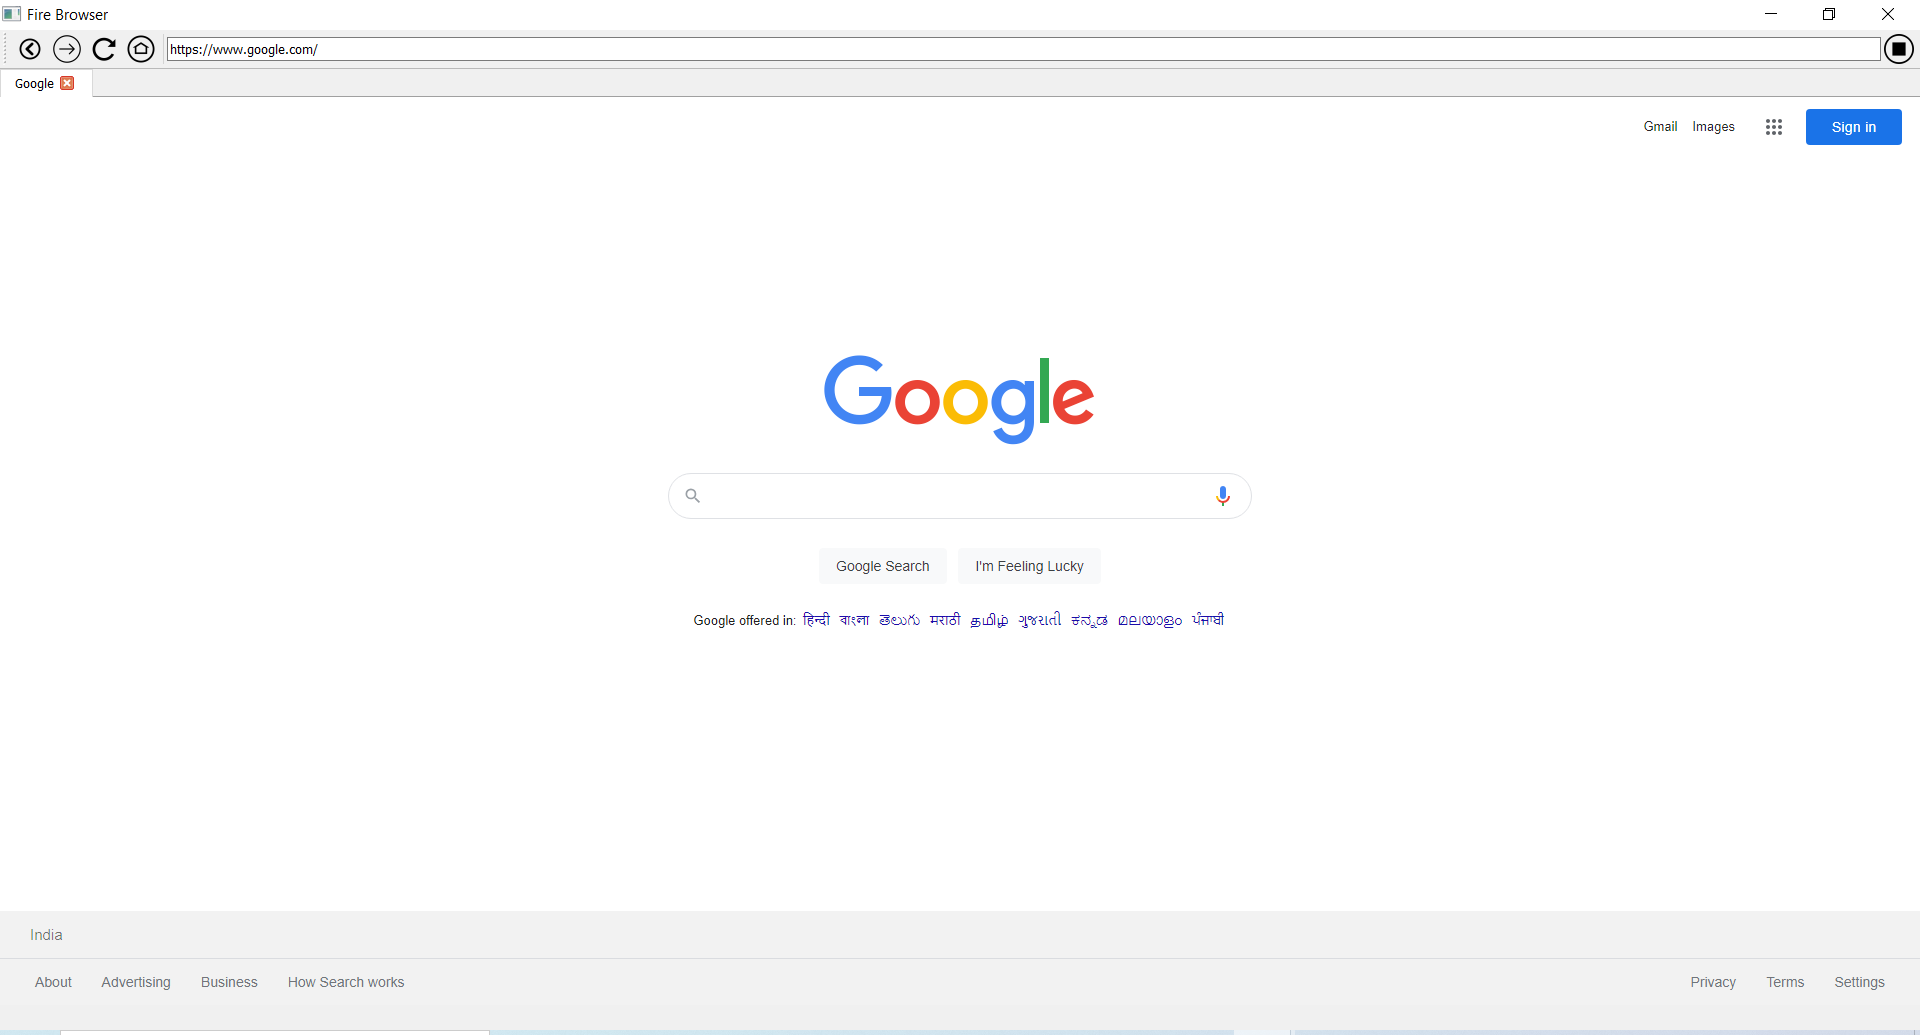 Fire Browser
https://www.google.com/
Google
Gmail Images Sign in
Google
Google Search I'm Feeling Lucky
Google offered in: हिन्दी বাংলা తెలుగు मराठी தமிழ் ગુજરાતી ಕನ್ನಡ മലയാളം ਪੰਜਾਬੀ
India
About Advertising Business How Search works Privacy Terms Settings